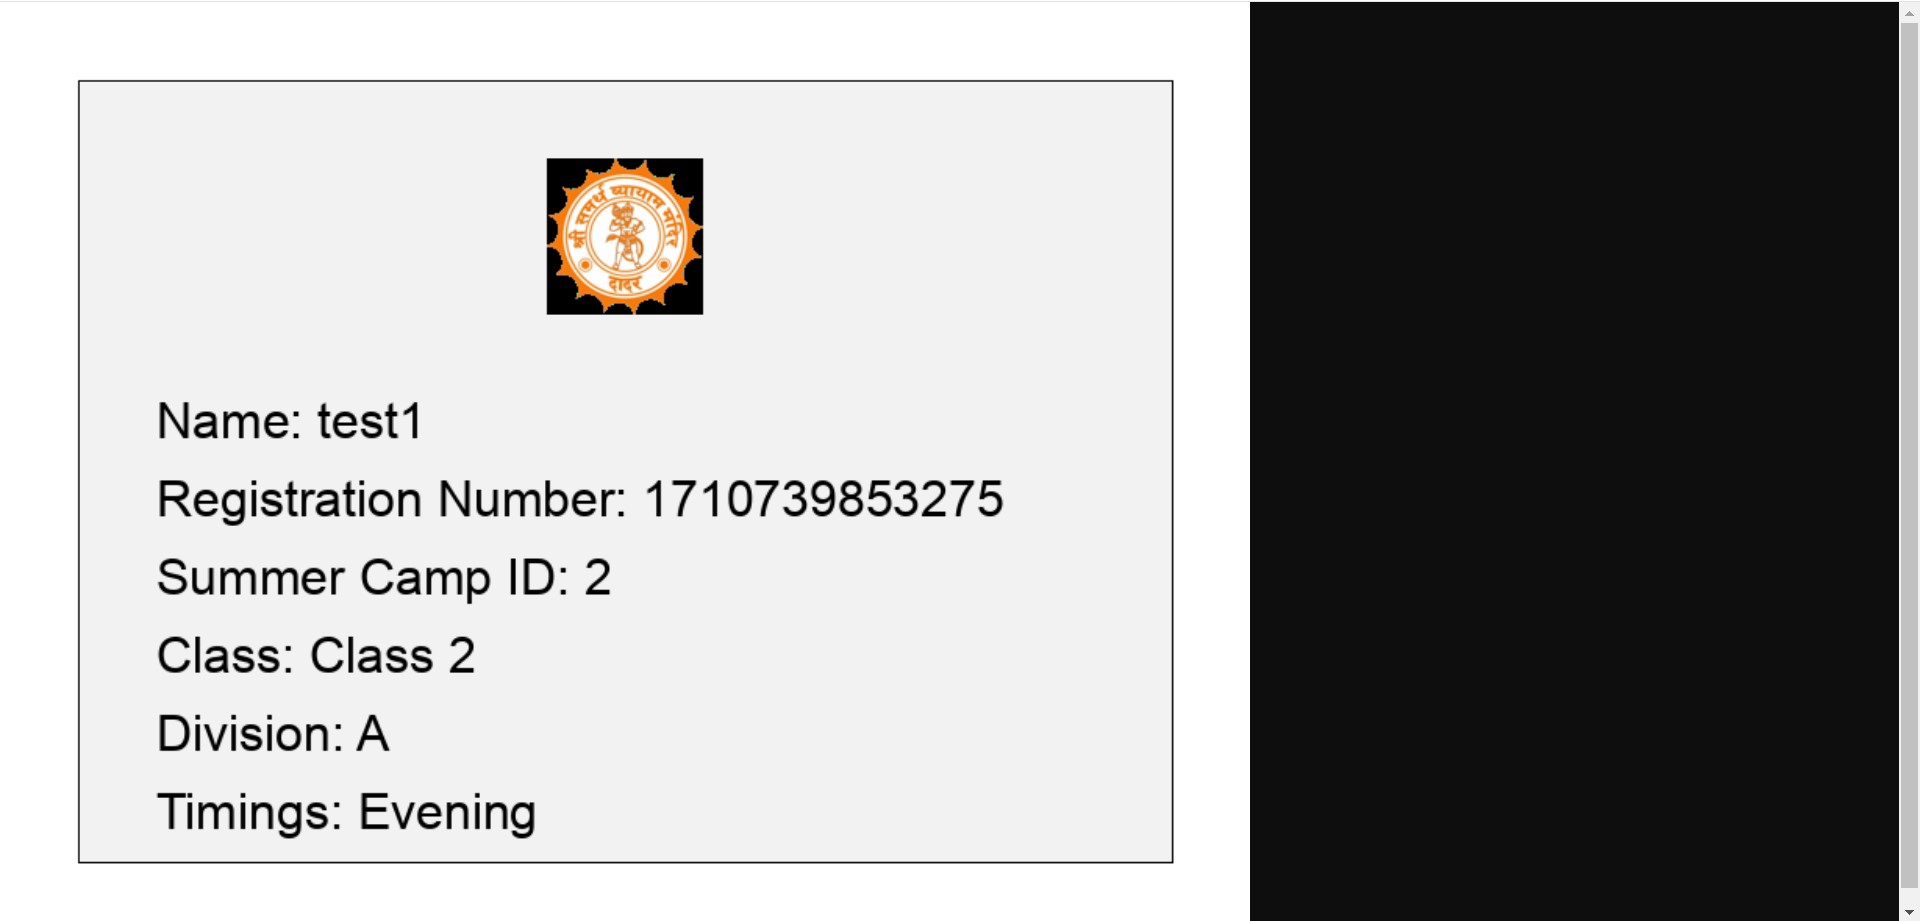 श्री समर्थ व्यायाम मंदिर
दादर
Name: test1
Registration Number: 1710739853275
Summer Camp ID: 2
Class: Class 2
Division: A
Timings: Evening